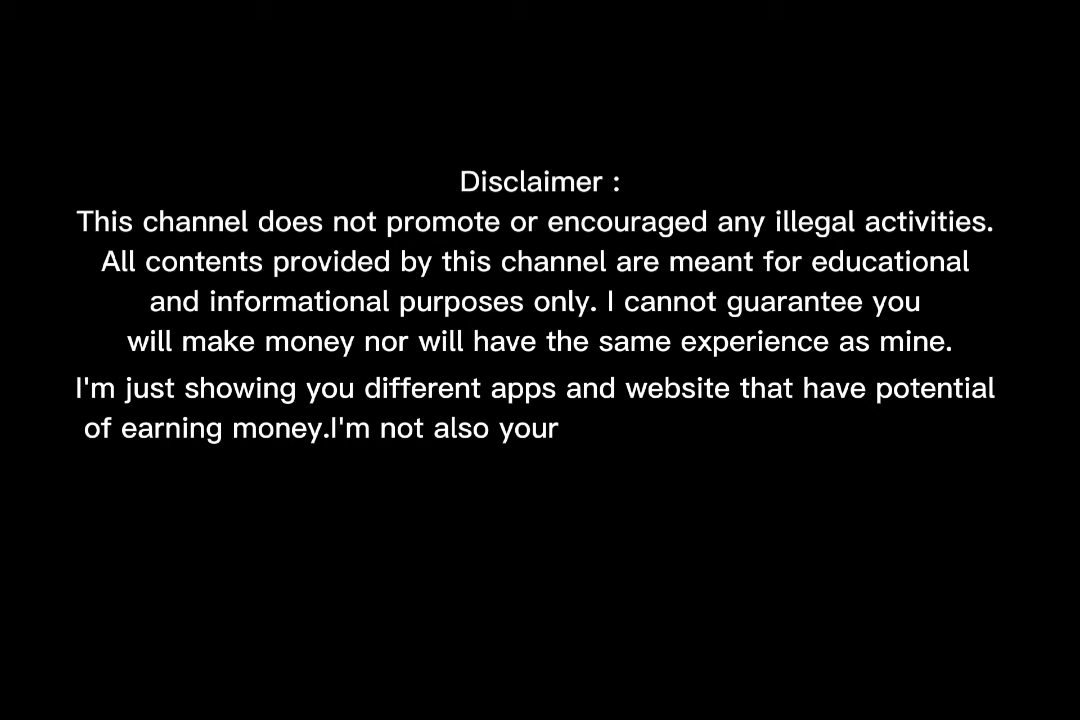 Disclaimer :
This channel does not promote or encouraged any illegal activities.
All contents provided by this channel are meant for educational
and informational purposes only. I cannot guarantee you
will make money nor will have the same experience as mine.
I'm just showing you different apps and website that have potential
of earning money.I'm not also your